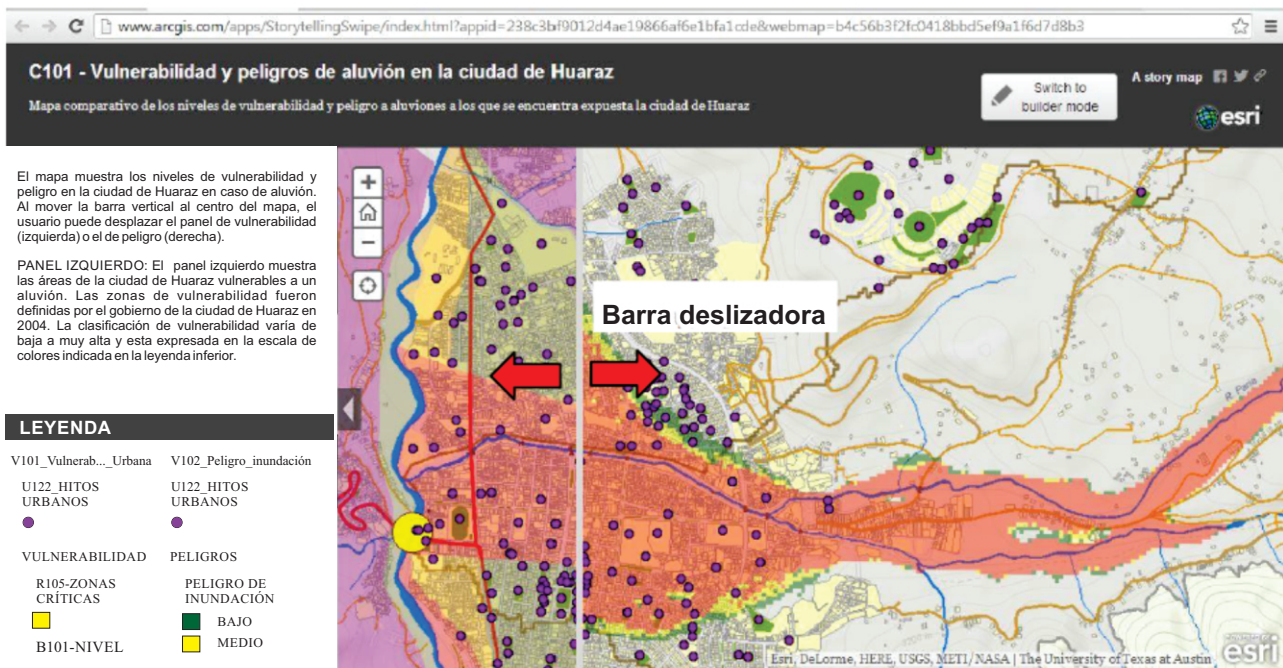 www.arcgis.com/apps/StorytellingSwipe/index.html?appid=238c3bf9012d4ae19866af6e1bfa1cde&webmap=b4c56b3f2fc0418bbd5ef9a1f6d7d8b3
C101 - Vulnerabilidad y peligros de aluvión en la ciudad de Huaraz
Mapa comparativo de los niveles de vulnerabilidad y peligro a aluviones a los que se encuentra expuesta la ciudad de Huaraz
Switch to
builder mode
A story map
esri
El mapa muestra los niveles de vulnerabilidad y
peligro en la ciudad de Huaraz en caso de aluvión.
Al mover la barra vertical al centro del mapa, el
usuario puede desplazar el panel de vulnerabilidad
(izquierda) o el de peligro (derecha).
PANEL IZQUIERDO: El panel izquierdo muestra
las áreas de la ciudad de Huaraz vulnerables a un
aluvión. Las zonas de vulnerabilidad fueron
definidas por el gobierno de la ciudad de Huaraz en
2004. La clasificación de vulnerabilidad varía de
baja a muy alta y esta expresada en la escala de
colores indicada en la leyenda inferior.
LEYENDA
V101_Vulnerab..._Urbana V102_Peligro_inundación
U122_HITOS U122_HITOS
URBANOS URBANOS
VULNERABILIDAD PELIGROS
R105-ZONAS PELIGRO DE
CRÍTICAS INUNDACIÓN
BAJO
B101-NIVEL MEDIO
Barra deslizadora
Esri, DeLorme, HERE, USGS, METI/NASA | The University of Texas at Austin
esri